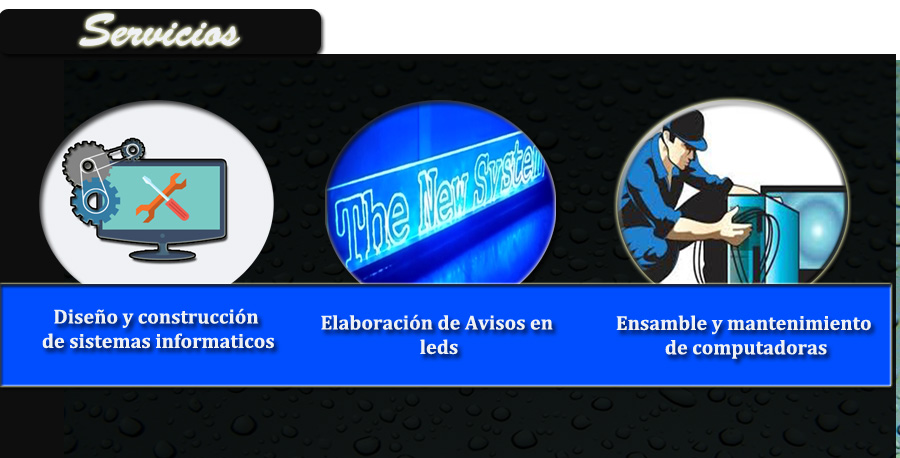 Servicios
The New System
Diseño y construcción
de sistemas informaticos
Elaboración de Avisos en
leds
Ensamble y mantenimiento
de computadoras